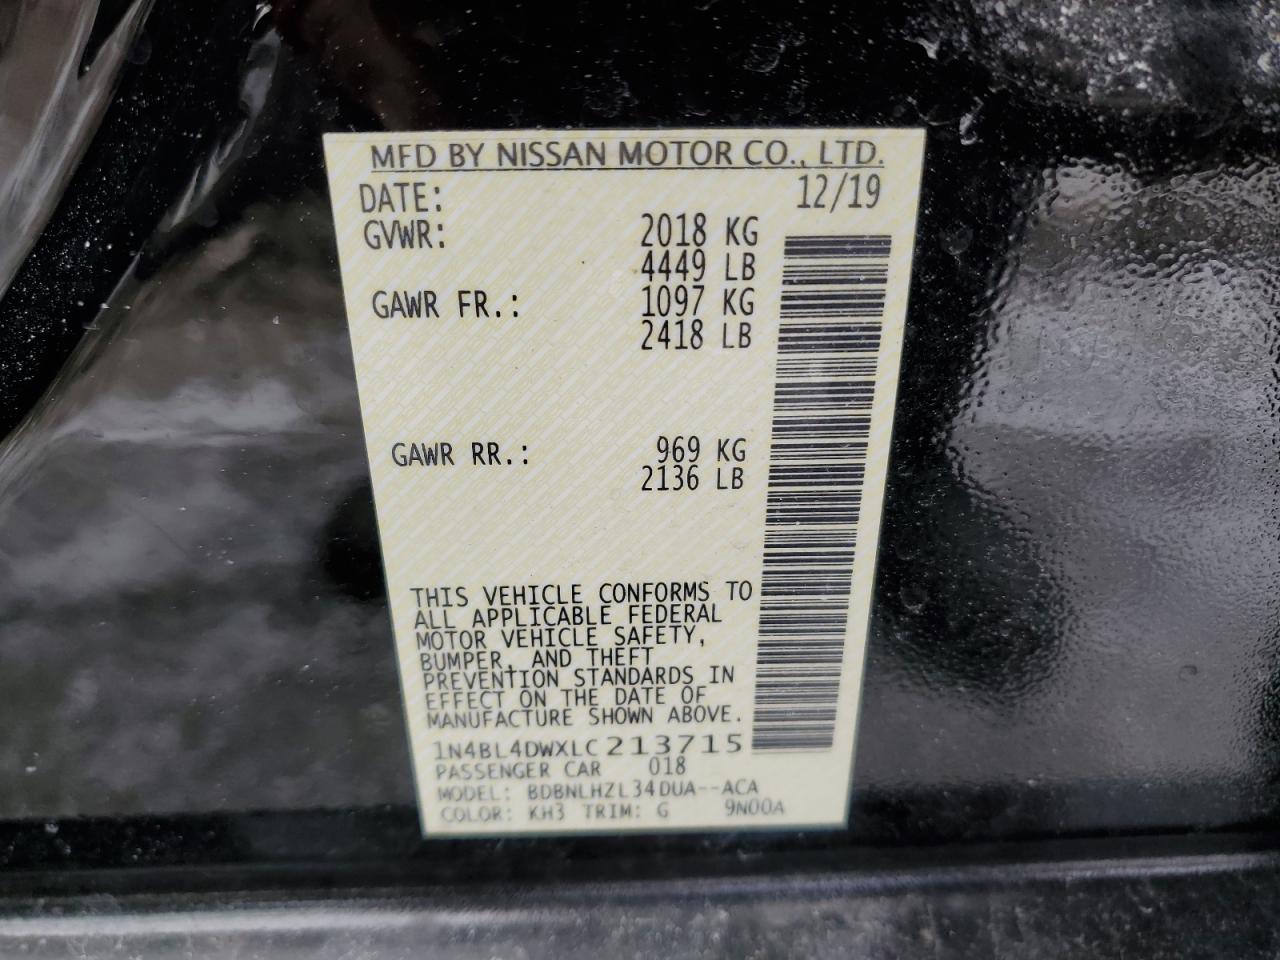 MFD BY NISSAN MOTOR CO., LTD.
DATE: 12/19
GVWR: 2018 KG
4449 LB
GAWR FR.: 1097 KG
2418 LB
GAWR RR.: 969 KG
2136 LB
THIS VEHICLE CONFORMS TO
ALL APPLICABLE FEDERAL
MOTOR VEHICLE SAFETY,
BUMPER, AND THEFT
PREVENTION STANDARDS IN
EFFECT ON THE DATE OF
MANUFACTURE SHOWN ABOVE.
1N4BL4DWXLC213715
PASSENGER CAR 018
MODEL: BDBNLHZL34DUA--ACA
COLOR: KH3 TRIM: G 9N00A